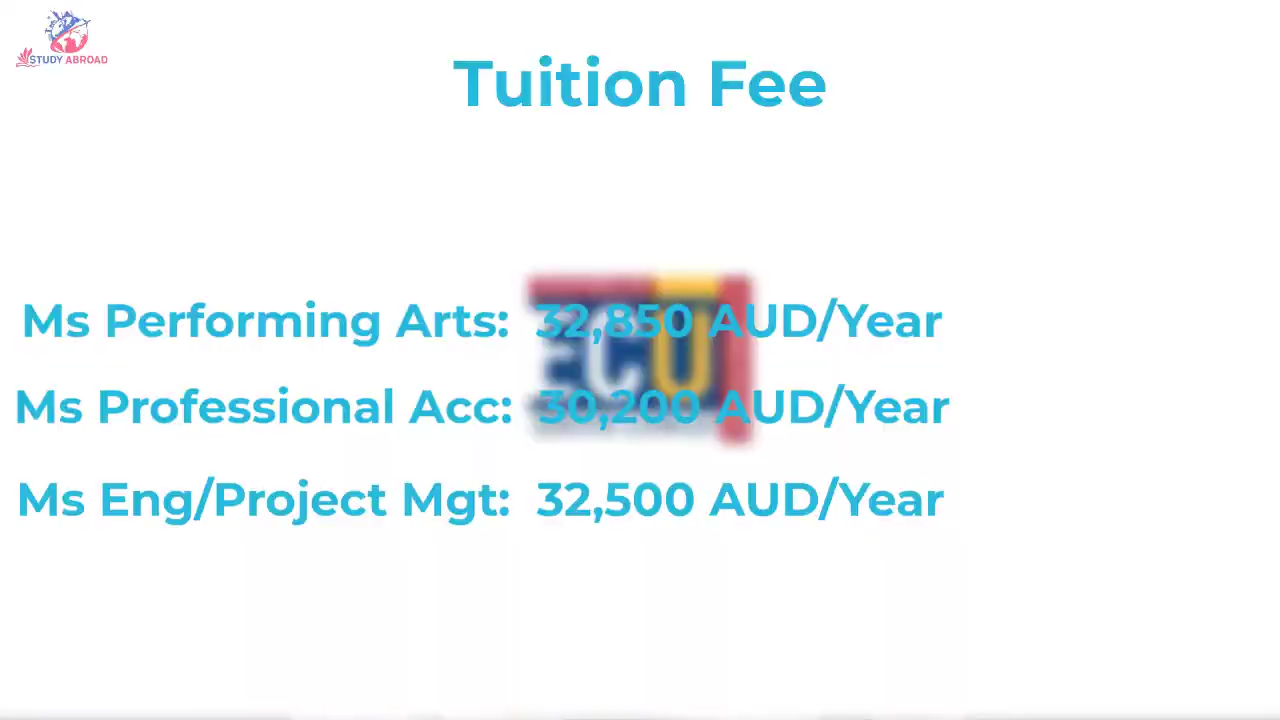 STUDY ABROAD
Tuition Fee
ECU
Ms Performing Arts: 32,850 AUD/Year
Ms Professional Acc: 30,200 AUD/Year
Ms Eng/Project Mgt: 32,500 AUD/Year